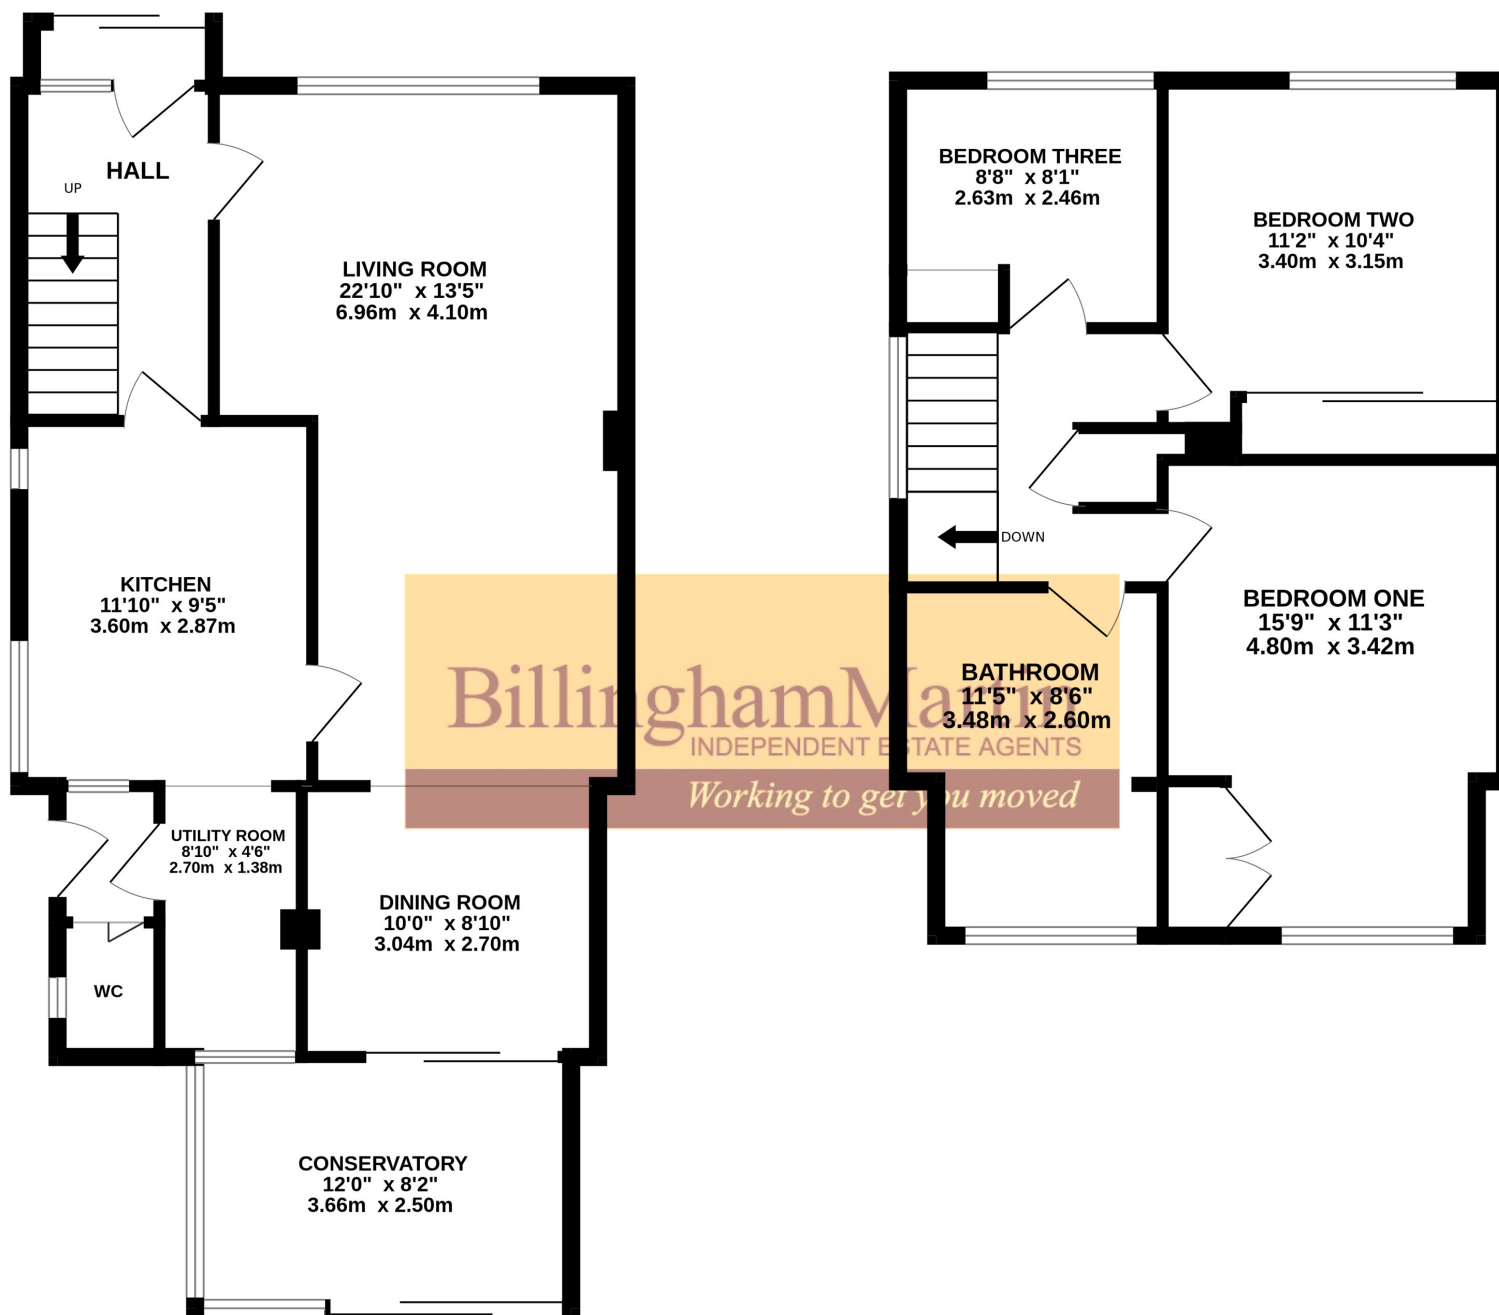 HALL
UP
LIVING ROOM
22'10" x 13'5"
6.96m x 4.10m
KITCHEN
11'10" x 9'5"
3.60m x 2.87m
UTILITY ROOM
8'10" x 4'6"
2.70m x 1.38m
DINING ROOM
10'0" x 8'10"
3.04m x 2.70m
WC
CONSERVATORY
12'0" x 8'2"
3.66m x 2.50m
BEDROOM THREE
8'8" x 8'1"
2.63m x 2.46m
BEDROOM TWO
11'2" x 10'4"
3.40m x 3.15m
DOWN
BEDROOM ONE
15'9" x 11'3"
4.80m x 3.42m
BATHROOM
11'5" x 8'6"
3.48m x 2.60m
BillinghamMartin
INDEPENDENT ESTATE AGENTS
Working to get you moved